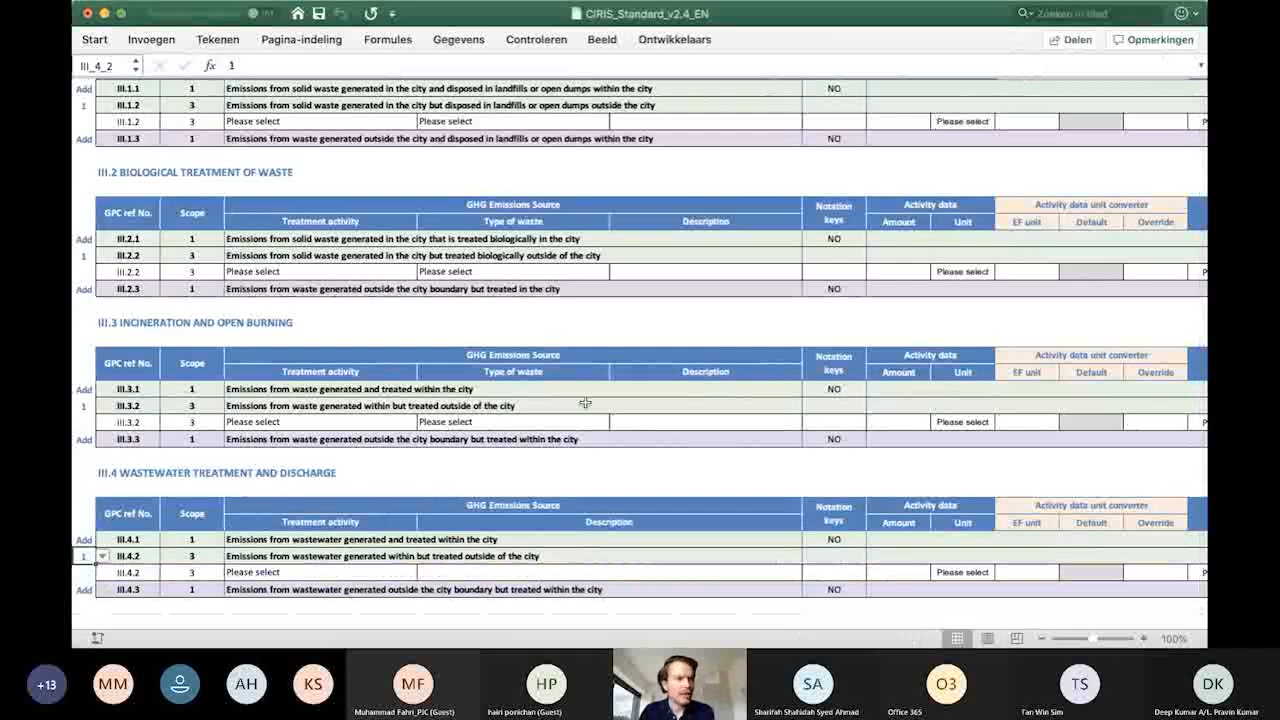 CIRIS_Standard_v2.4_EN
Zoeken in blad
Start Invoegen Tekenen Pagina-indeling Formules Gegevens Controleren Beeld Ontwikkelaars Delen Opmerkingen
III_4_2 fx 1
Add III.1.1 1 Emissions from solid waste generated in the city and disposed in landfills or open dumps within the city NO
1 III.1.2 3 Emissions from solid waste generated in the city but disposed in landfills or open dumps outside the city
III.1.2 3 Please select Please select Please select
Add III.1.3 1 Emissions from waste generated outside the city and disposed in landfills or open dumps within the city NO
III.2 BIOLOGICAL TREATMENT OF WASTE
GPC ref No. Scope GHG Emissions Source Notation keys Activity data Activity data unit converter
Treatment activity Type of waste Description Amount Unit EF unit Default Override
Add III.2.1 1 Emissions from solid waste generated in the city that is treated biologically in the city NO
1 III.2.2 3 Emissions from solid waste generated in the city but treated biologically outside of the city
III.2.2 3 Please select Please select Please select
Add III.2.3 1 Emissions from waste generated outside the city boundary but treated in the city NO
III.3 INCINERATION AND OPEN BURNING
GPC ref No. Scope GHG Emissions Source Notation keys Activity data Activity data unit converter
Treatment activity Type of waste Description Amount Unit EF unit Default Override
Add III.3.1 1 Emissions from waste generated and treated within the city NO
1 III.3.2 3 Emissions from waste generated within but treated outside of the city
III.3.2 3 Please select Please select Please select
Add III.3.3 1 Emissions from waste generated outside the city boundary but treated within the city NO
III.4 WASTEWATER TREATMENT AND DISCHARGE
GPC ref No. Scope GHG Emissions Source Notation keys Activity data Activity data unit converter
Treatment activity Description Amount Unit EF unit Default Override
Add III.4.1 1 Emissions from wastewater generated and treated within the city NO
1 III.4.2 3 Emissions from wastewater generated within but treated outside of the city
III.4.2 3 Please select Please select
Add III.4.3 1 Emissions from wastewater generated outside the city boundary but treated within the city NO
100%
+13 MM AH KS MF HP SA O3 TS DK
Muhammad Fahri_PJC (Guest) hairi ponichan (Guest) Sharifah Shahidah Syed Ahmad Office 365 Tan Win Sim Deep Kumar A/L. Pravin Kumar